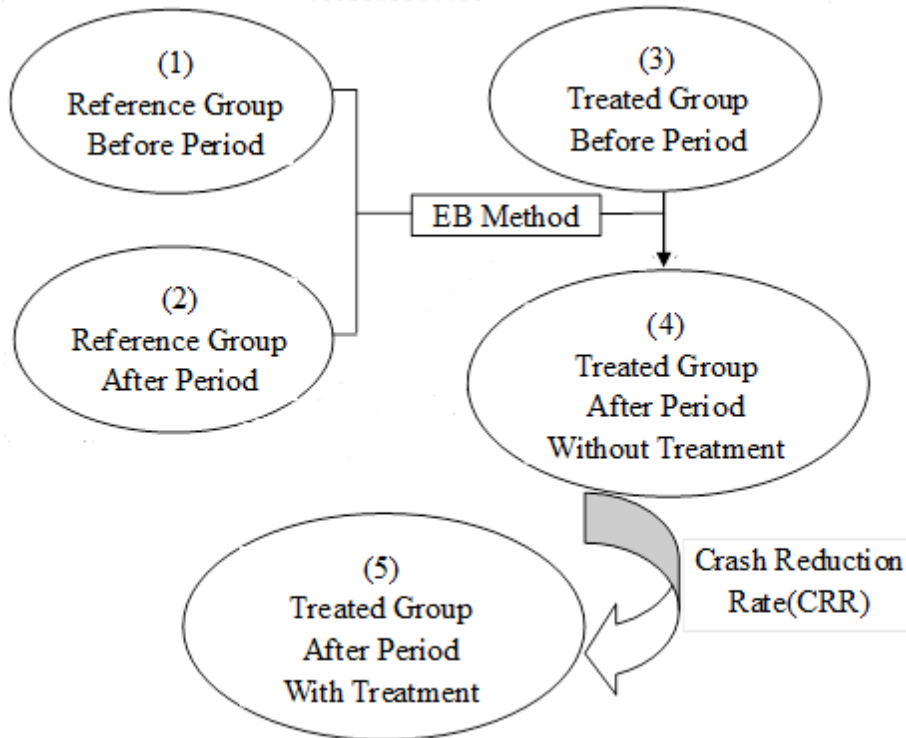 (1)
Reference Group
Before Period
(3)
Treated Group
Before Period
EB Method
(2)
Reference Group
After Period
(4)
Treated Group
After Period
Without Treatment
(5)
Treated Group
After Period
With Treatment
Crash Reduction
Rate(CRR)